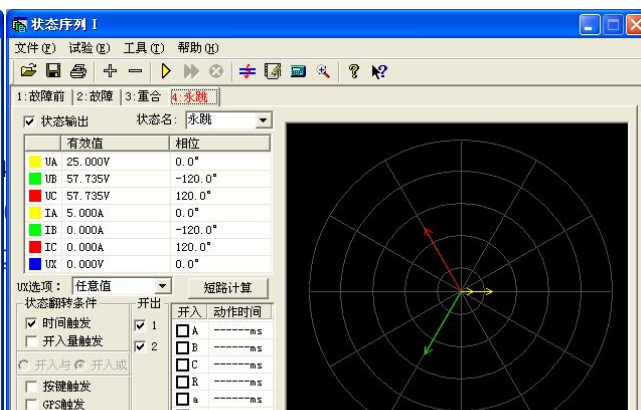 状态序列 I
文件(F) 试验(E) 工具(T) 帮助(H)
1:故障前 2:故障 3:重合 4:永跳
状态输出 状态名: 永跳
有效值 相位
UA 25.000V 0.0°
UB 57.735V -120.0°
UC 57.735V 120.0°
IA 5.000A 0.0°
IB 0.000A -120.0°
IC 0.000A 120.0°
UX 0.000V 0.0°
UX选项: 任意值 短路计算
状态翻转条件 开出 开入 动作时间
时间触发 1 A ------ms
开入量触发 2 B ------ms
开入与 开入或 C ------ms
按键触发 R ------ms
GPS触发 a ------ms